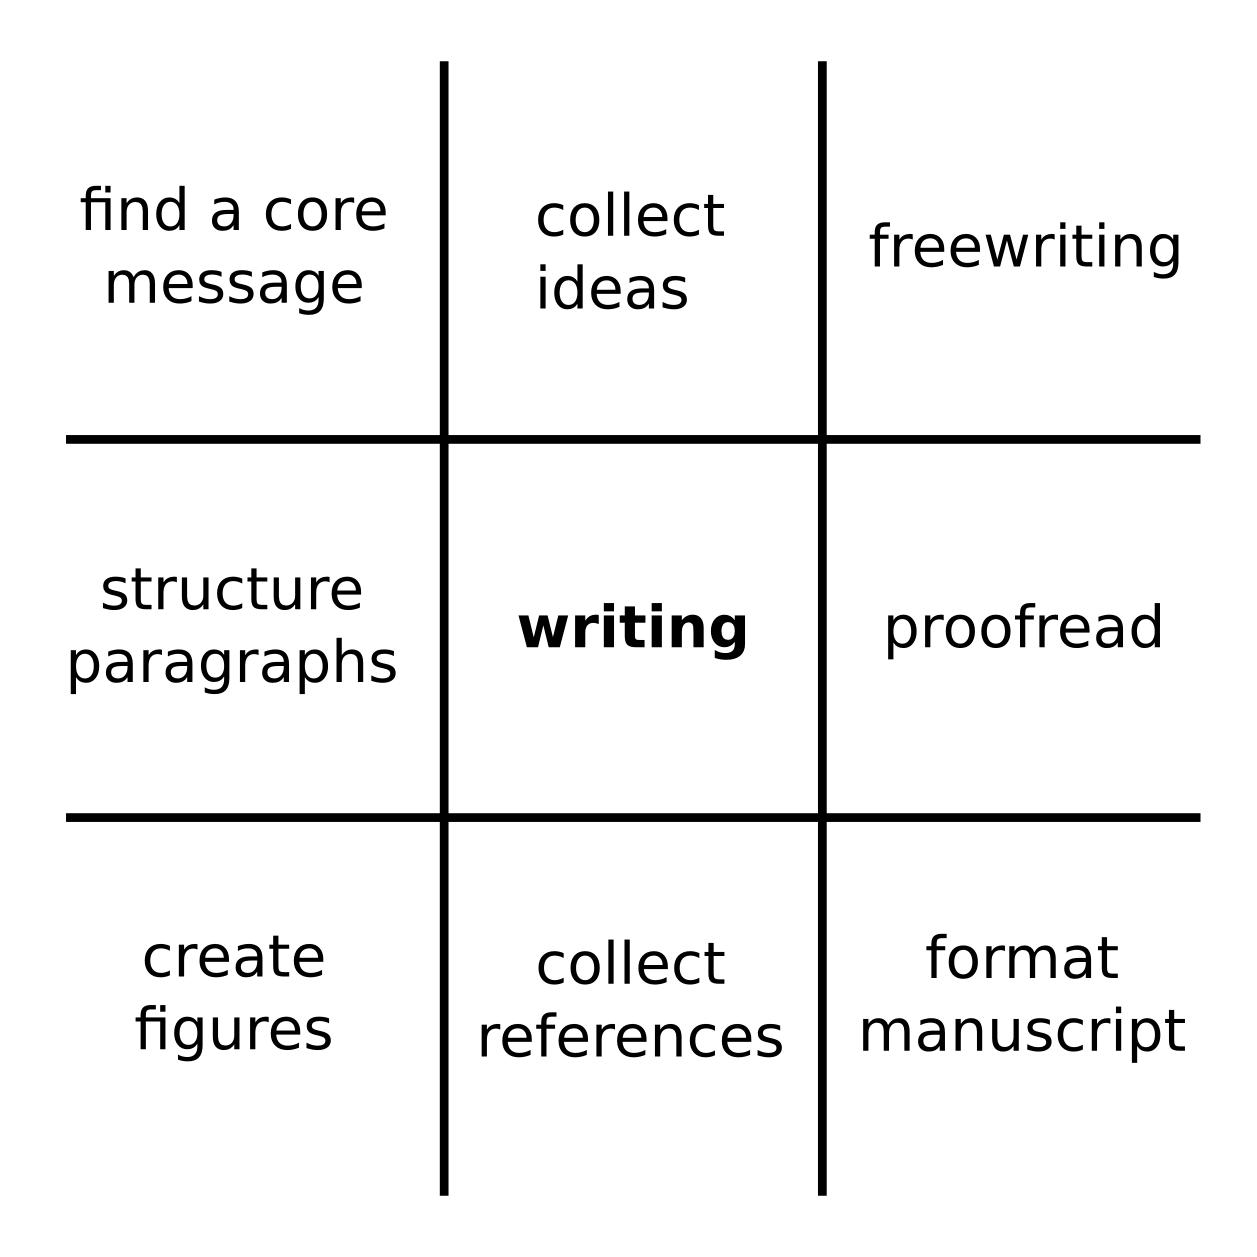 find a core
message
collect
ideas
freewriting
structure
paragraphs
writing
proofread
create
figures
collect
references
format
manuscript